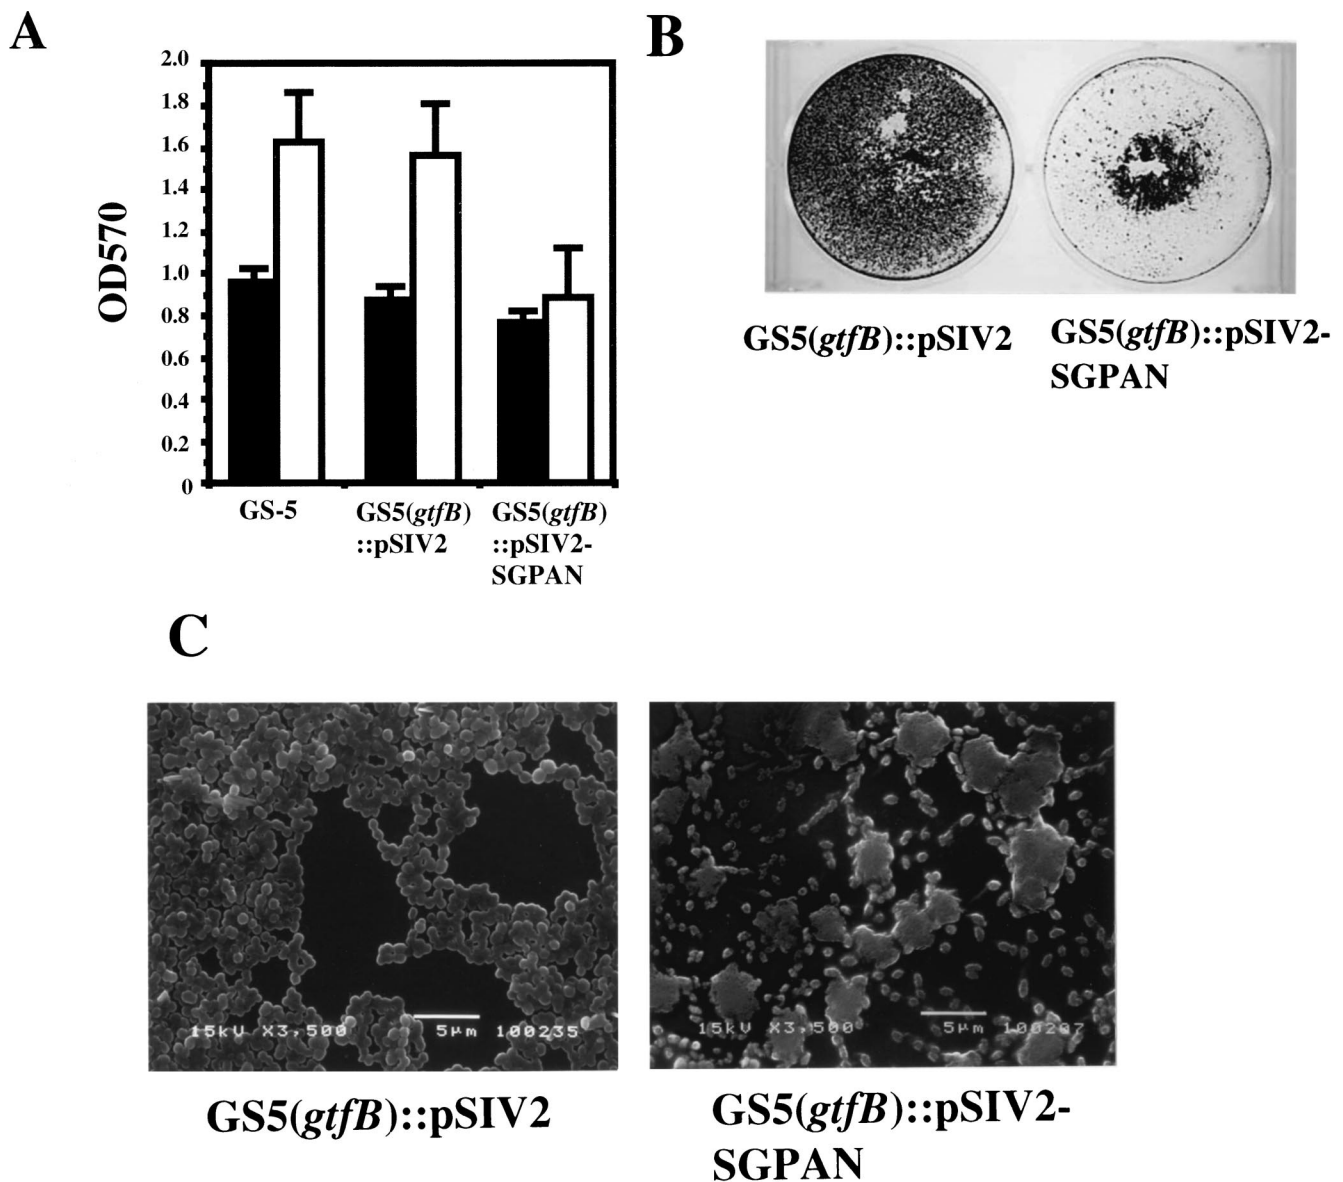 A
2.0
1.8
1.6
1.4
1.2
1.0
0.8
0.6
0.4
0.2
0
OD570
GS-5
GS5(gtfB)
::pSIV2
GS5(gtfB)
::pSIV2-
SGPAN
B
GS5(gtfB)::pSIV2
GS5(gtfB)::pSIV2-
SGPAN
C
15kV X3,500 5µm 100235
15kV X3,500 5µm 100207
GS5(gtfB)::pSIV2
GS5(gtfB)::pSIV2-
SGPAN